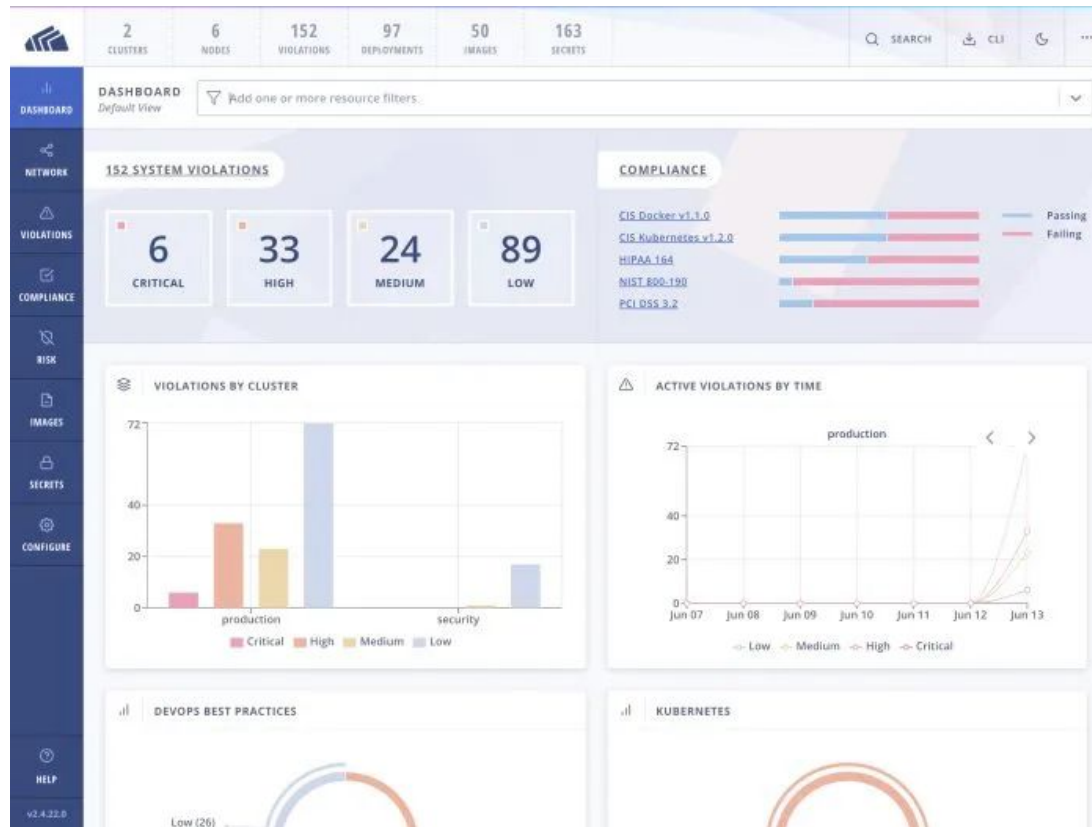 2 6 152 97 50 163
CLUSTERS NODES VIOLATIONS DEPLOYMENTS IMAGES SECRETS
SEARCH CLI
DASHBOARD
Default View
Add one or more resource filters
DASHBOARD
NETWORK
VIOLATIONS
COMPLIANCE
RISK
IMAGES
SECRETS
CONFIGURE
HELP
v2.4.22.0
152 SYSTEM VIOLATIONS
6 33 24 89
CRITICAL HIGH MEDIUM LOW
COMPLIANCE
CIS Docker v1.1.0
CIS Kubernetes v1.2.0
HIPAA 164
NIST 800-190
PCI DSS 3.2
Passing
Failing
VIOLATIONS BY CLUSTER
72
40
20
0
production security
Critical High Medium Low
ACTIVE VIOLATIONS BY TIME
production
72
40
20
0
Jun 07 Jun 08 Jun 09 Jun 10 Jun 11 Jun 12 Jun 13
Low Medium High Critical
DEVOPS BEST PRACTICES
Low (26)
KUBERNETES